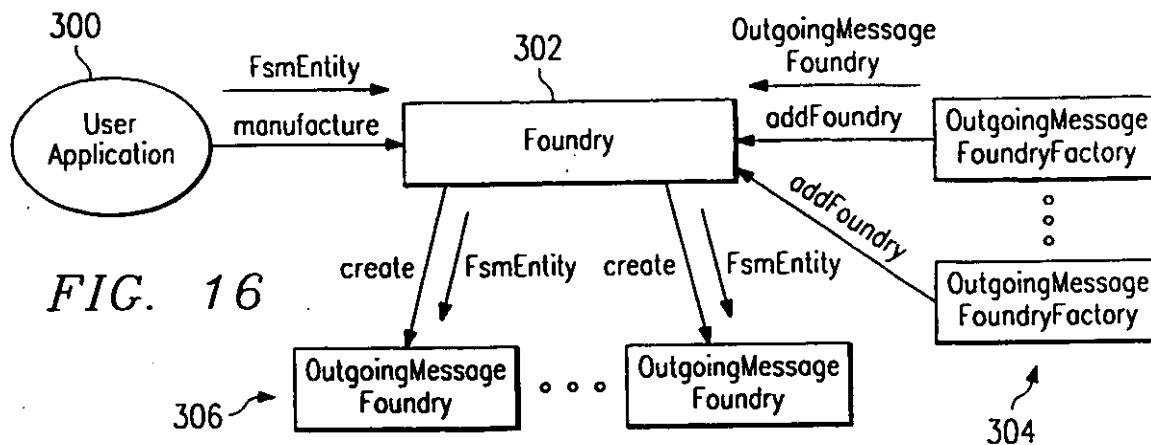 300
FsmEntity
User
Application
manufacture
302
Foundry
OutgoingMessage
Foundry
addFoundry
OutgoingMessage
FoundryFactory
addFoundry
OutgoingMessage
FoundryFactory
304
create
FsmEntity
create
FsmEntity
FIG. 16
OutgoingMessage
Foundry
OutgoingMessage
Foundry
306